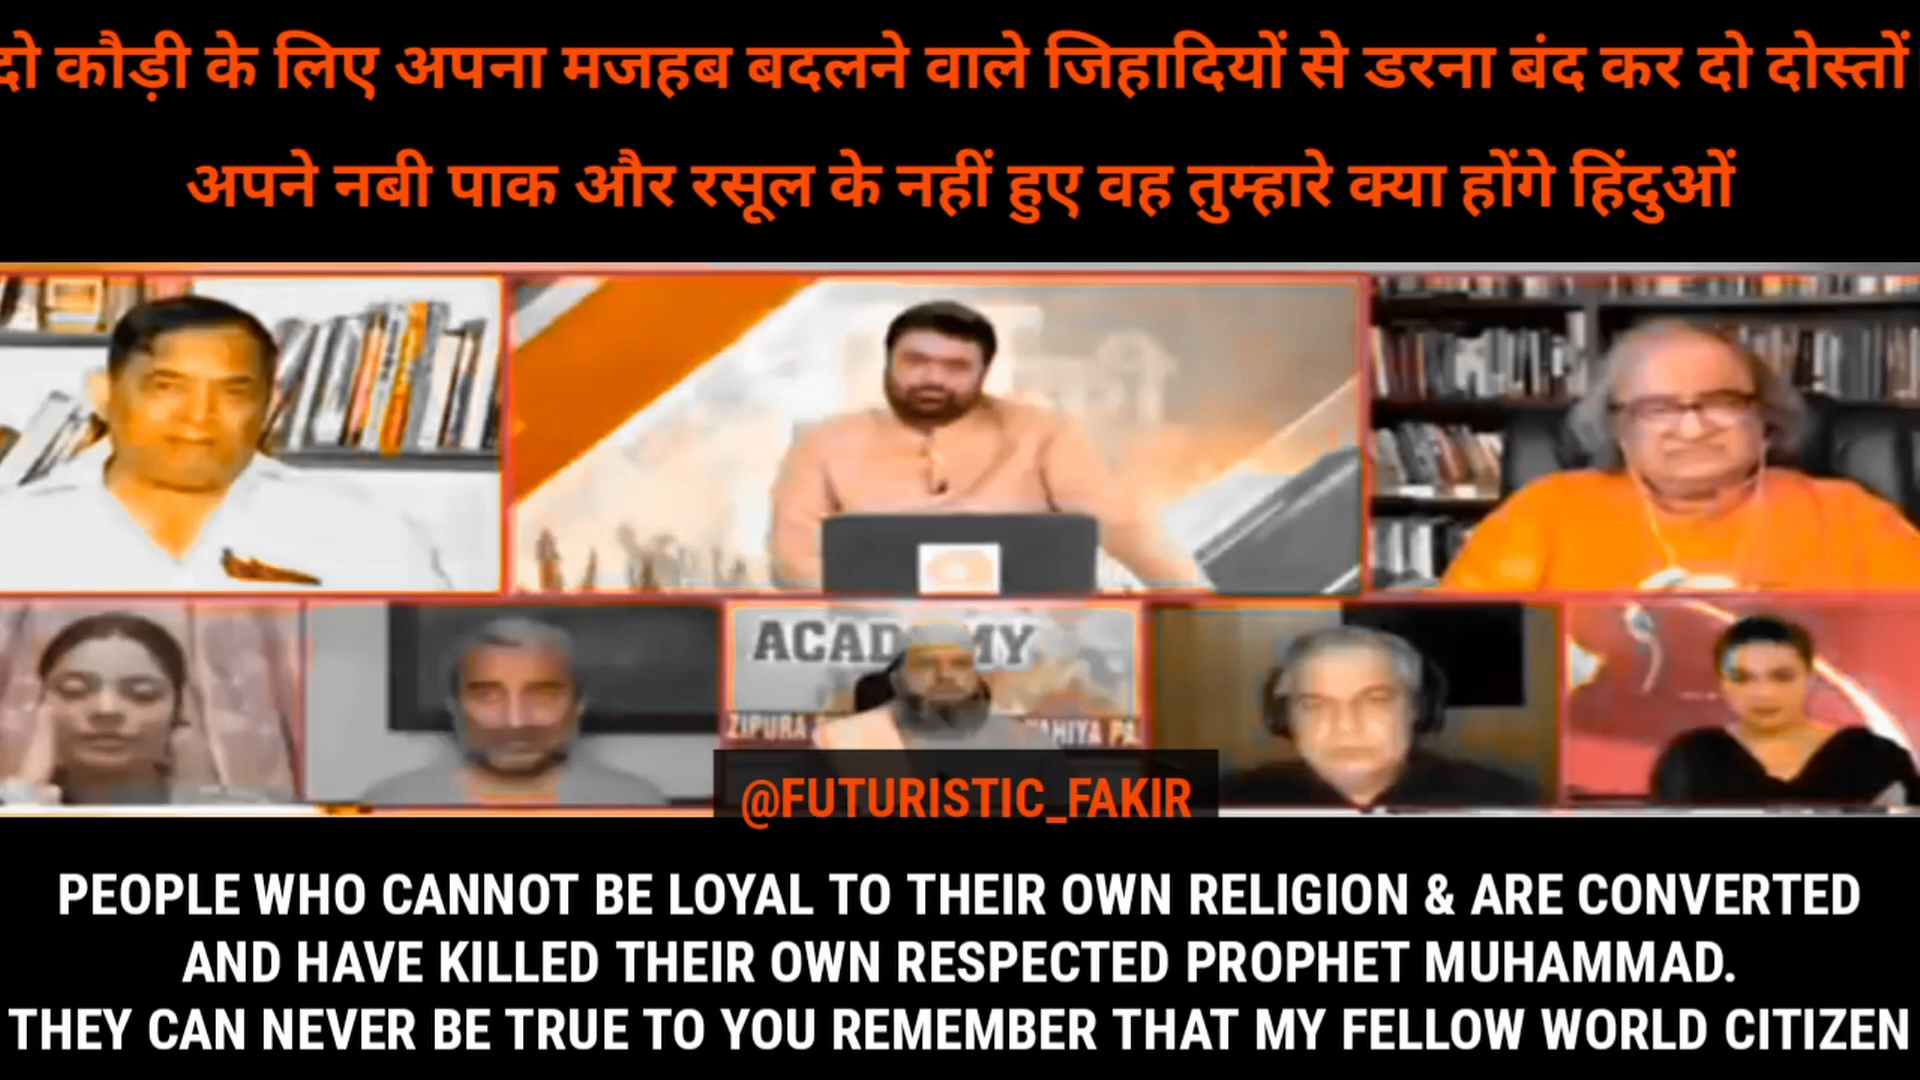 दो कौड़ी के लिए अपना मजहब बदलने वाले जिहादियों से डरना बंद कर दो दोस्तों
अपने नबी पाक और रसूल के नहीं हुए वह तुम्हारे क्या होंगे हिंदुओं
ACAD MY
ZIPURA
AHIYA PA
@FUTURISTIC_FAKIR
PEOPLE WHO CANNOT BE LOYAL TO THEIR OWN RELIGION & ARE CONVERTED
AND HAVE KILLED THEIR OWN RESPECTED PROPHET MUHAMMAD.
THEY CAN NEVER BE TRUE TO YOU REMEMBER THAT MY FELLOW WORLD CITIZEN